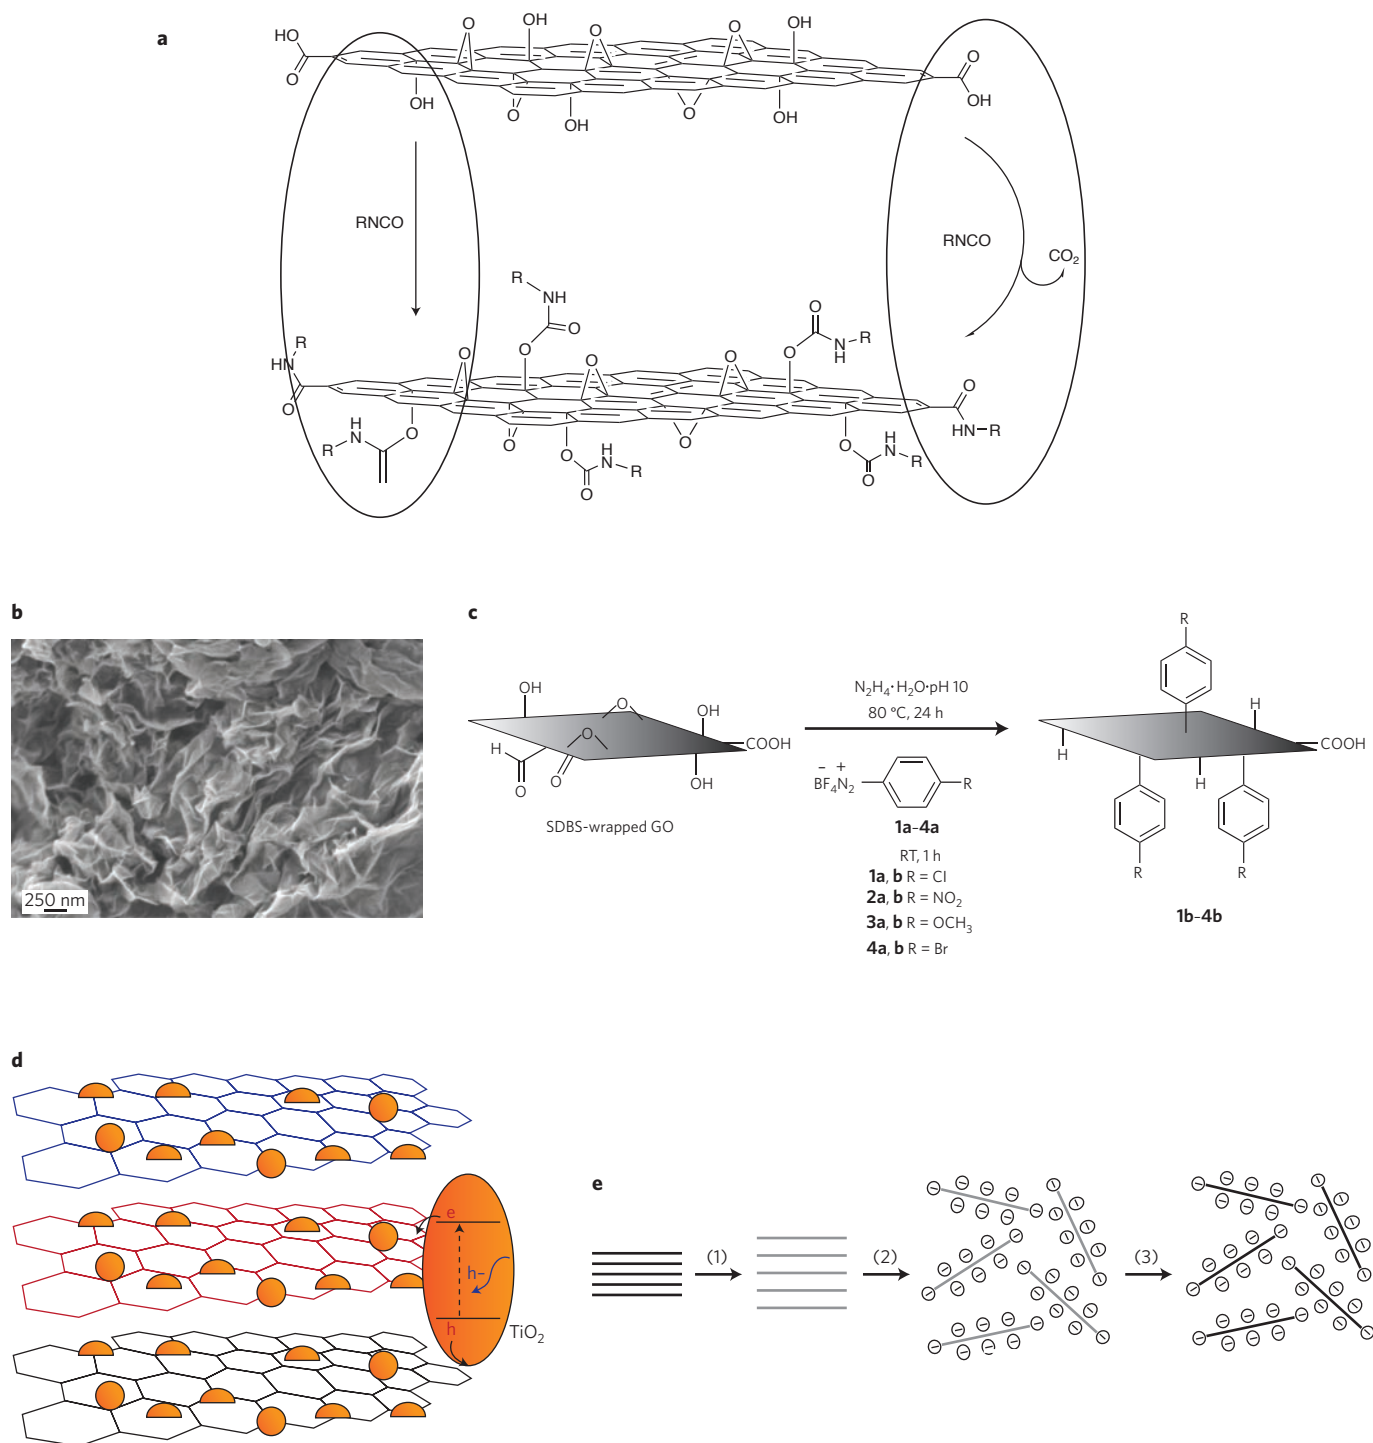 a
HO
O
O
OH
O
O
OH
O
OH
OH
O
OH
O
OH
RNCO
RNCO
CO₂
R
NH
O
O
O
N
H
R
O
R
HN
O
O
O
O
O
HN–R
H
N
R
O
O
O
H
N
R
O
O
O
H
N
R
O
b
250 nm
c
OH
O
O
OH
COOH
H
O
O
OH
SDBS-wrapped GO
N₂H₄·H₂O·pH 10
80 °C, 24 h
− +
BF₄N₂
R
1a–4a
RT, 1 h
1a, b R = Cl
2a, b R = NO₂
3a, b R = OCH₃
4a, b R = Br
R
H
H
COOH
H
R
R
1b–4b
d
e
h–
h
TiO₂
e
(1)
(2)
(3)